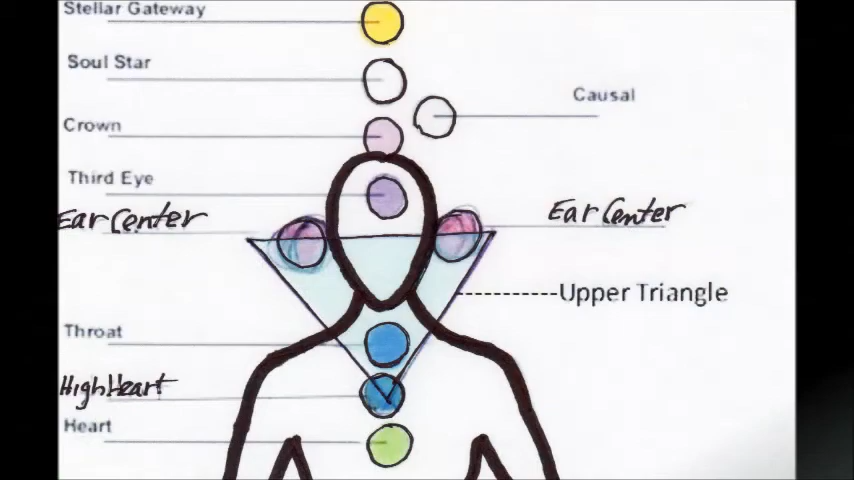 Stellar Gateway
Soul Star
Causal
Crown
Third Eye
Ear Center
Ear Center
Upper Triangle
Throat
High Heart
Heart